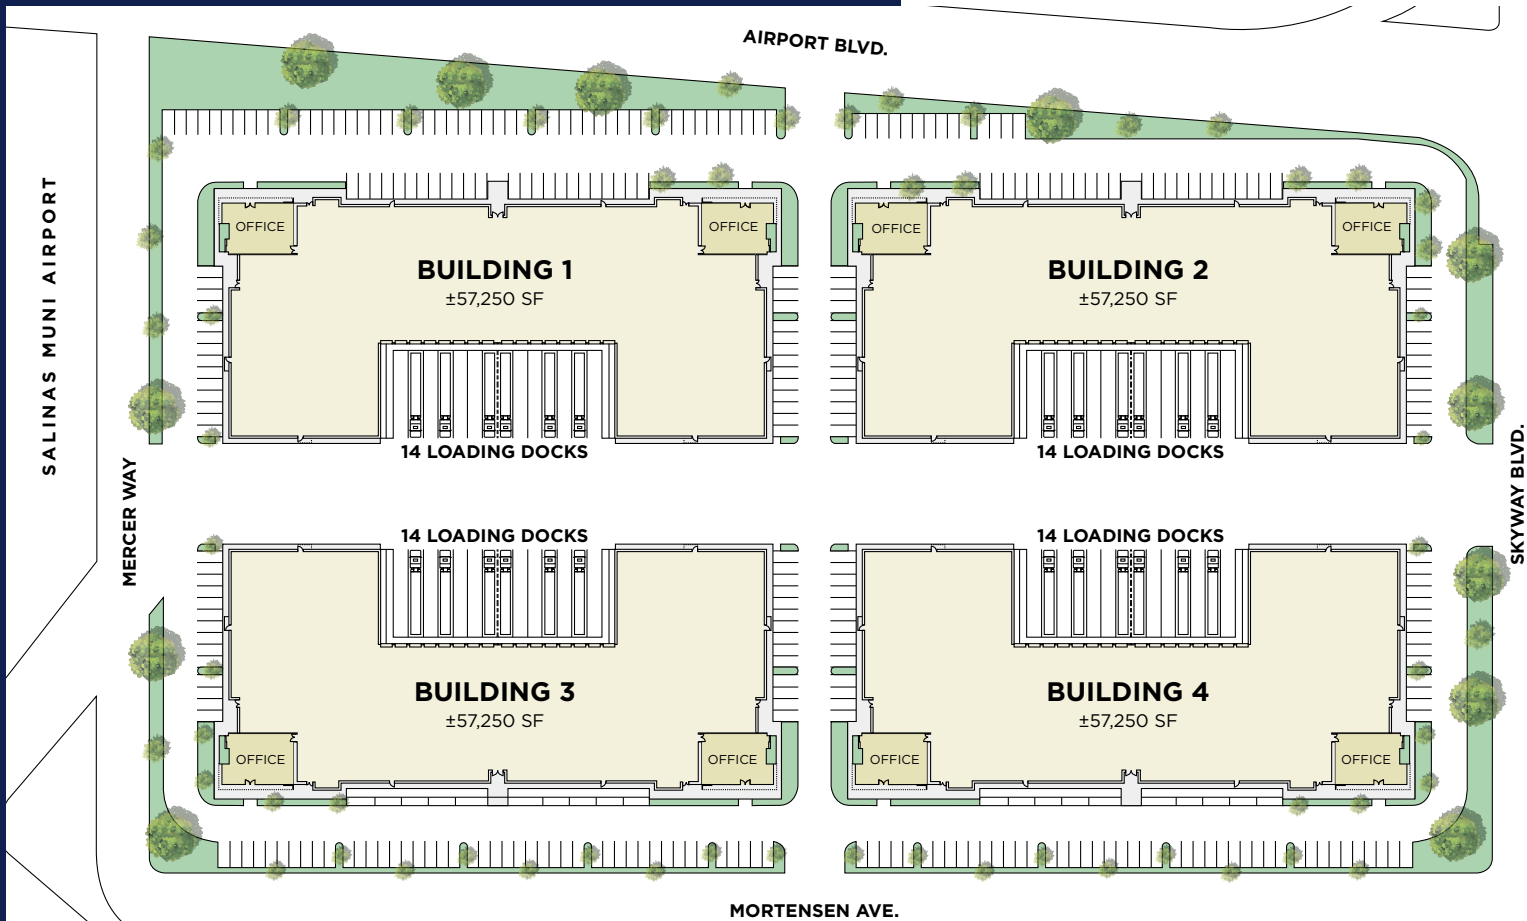 AIRPORT BLVD.
SALINAS MUNI AIRPORT
OFFICE
OFFICE
BUILDING 1
±57,250 SF
14 LOADING DOCKS
OFFICE
OFFICE
BUILDING 2
±57,250 SF
14 LOADING DOCKS
MERCER WAY
SKYWAY BLVD.
14 LOADING DOCKS
BUILDING 3
±57,250 SF
OFFICE
OFFICE
14 LOADING DOCKS
BUILDING 4
±57,250 SF
OFFICE
OFFICE
MORTENSEN AVE.